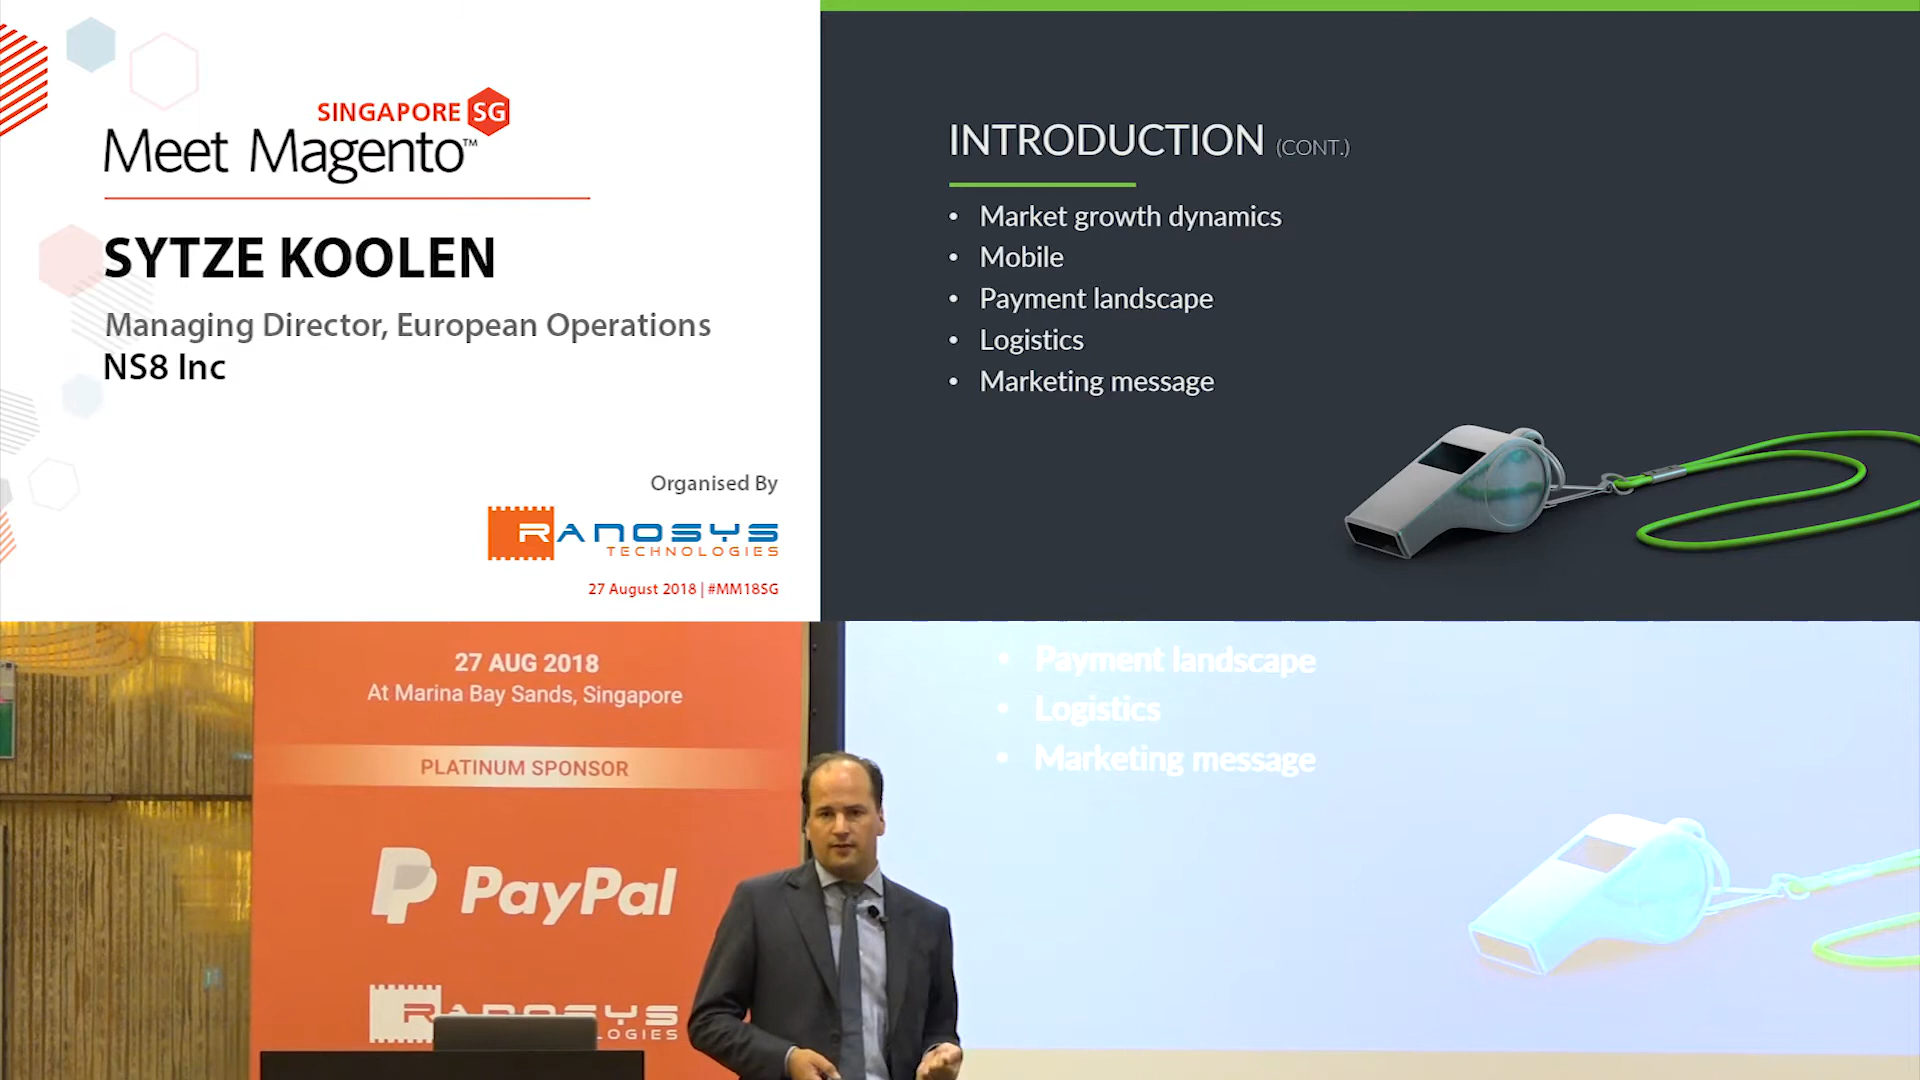 SINGAPORE SG
Meet Magento™
SYTZE KOOLEN
Managing Director, European Operations
NS8 Inc
Organised By
RANOSYS
TECHNOLOGIES
27 August 2018 | #MM18SG
INTRODUCTION (CONT.)
• Market growth dynamics
• Mobile
• Payment landscape
• Logistics
• Marketing message
27 AUG 2018
At Marina Bay Sands, Singapore
PLATINUM SPONSOR
PayPal
RANOSYS
OGIES
• Payment landscape
• Logistics
• Marketing message